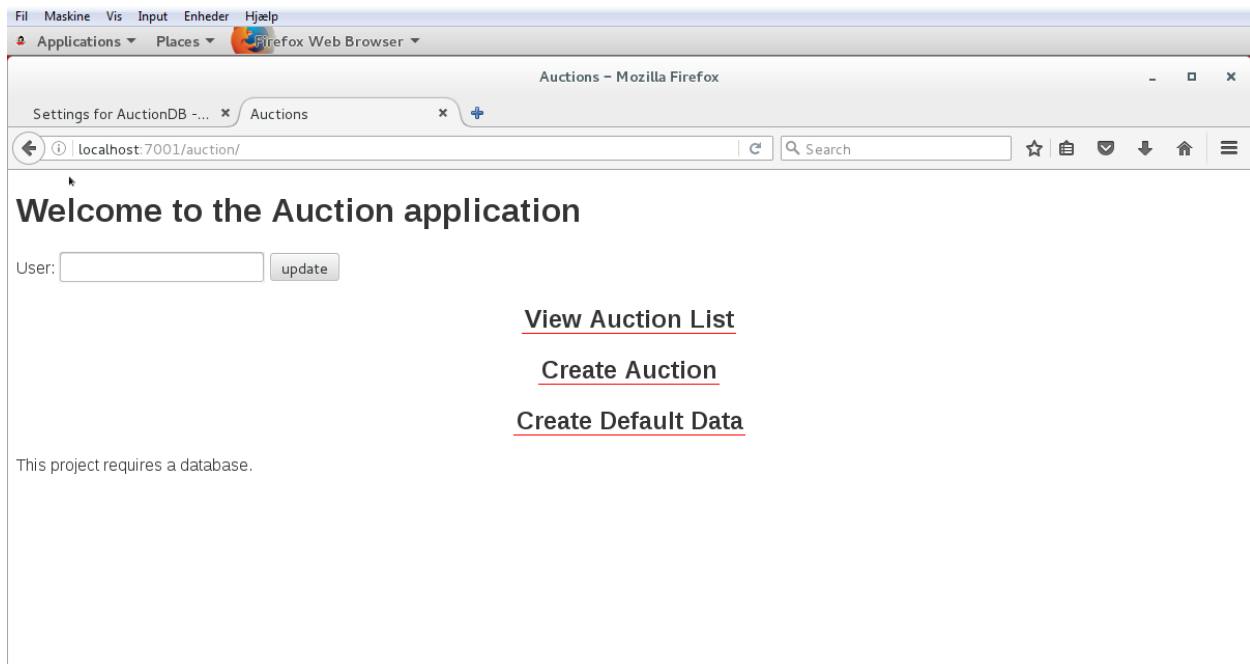 Fil Maskine Vis Input Enheder Hjælp
Applications Places Firefox Web Browser
Auctions – Mozilla Firefox
Settings for AuctionDB -... Auctions
localhost:7001/auction/ Search
Welcome to the Auction application
User: update
View Auction List
Create Auction
Create Default Data
This project requires a database.